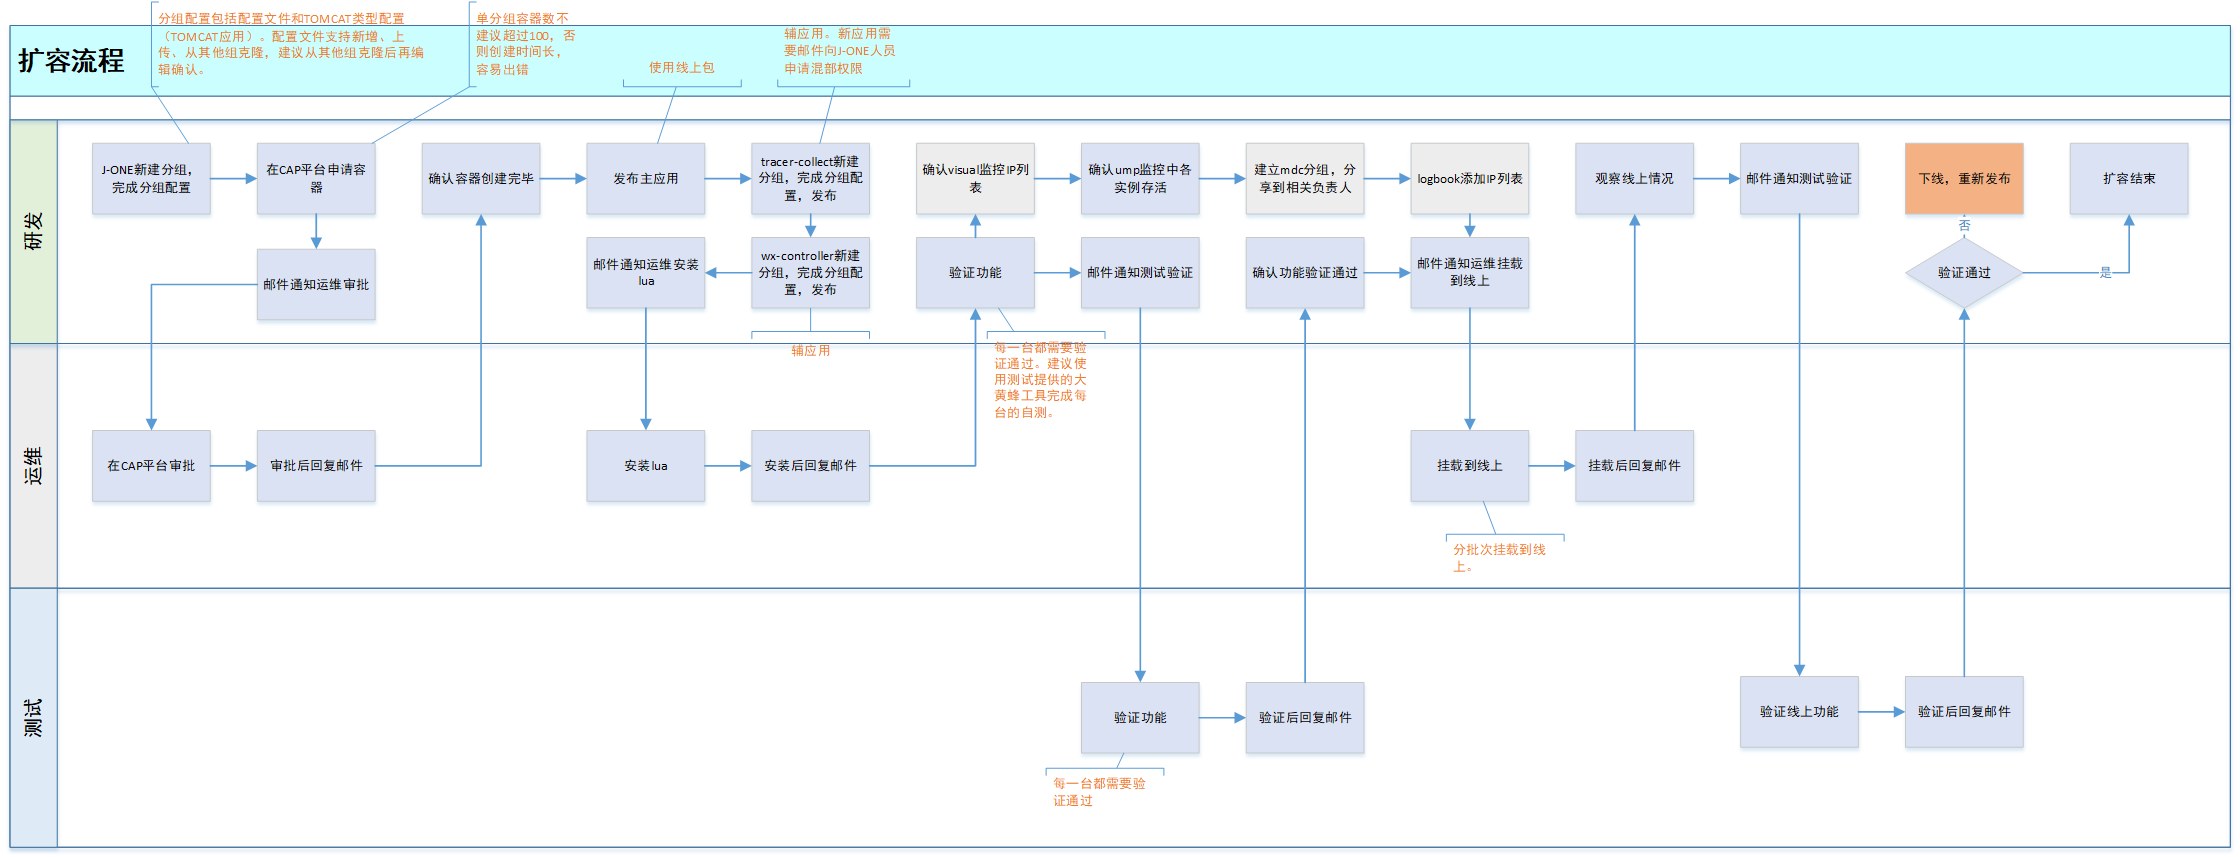 分组配置包括配置文件和TOMCAT类型配置
（TOMCAT应用）。配置文件支持新增、上
传、从其他组克隆，建议从其他组克隆后再编
辑确认。
单分组容器数不
建议超过100，否
则创建时间长，
容易出错
使用线上包
辅应用。新应用需
要邮件向J-ONE人员
申请混部权限
扩容流程
研发
J-ONE新建分组，
完成分组配置
在CAP平台申请容
器
确认容器创建完毕
发布主应用
tracer-collect新建
分组，完成分组配
置，发布
确认visual监控IP列
表
确认ump监控中各
实例存活
建立mdc分组，分
享到相关负责人
logbook添加IP列表
观察线上情况
邮件通知测试验证
下线，重新发布
扩容结束
否
邮件通知运维审批
邮件通知运维安装
lua
wx-controller新建
分组，完成分组配
置，发布
验证功能
邮件通知测试验证
确认功能验证通过
邮件通知运维挂载
到线上
验证通过
是
辅应用
每一台都需要验
证通过。建议使
用测试提供的大
黄蜂工具完成每
台的自测。
运维
在CAP平台审批
审批后回复邮件
安装lua
安装后回复邮件
挂载到线上
挂载后回复邮件
分批次挂载到线
上。
测试
验证功能
验证后回复邮件
验证线上功能
验证后回复邮件
每一台都需要验
证通过